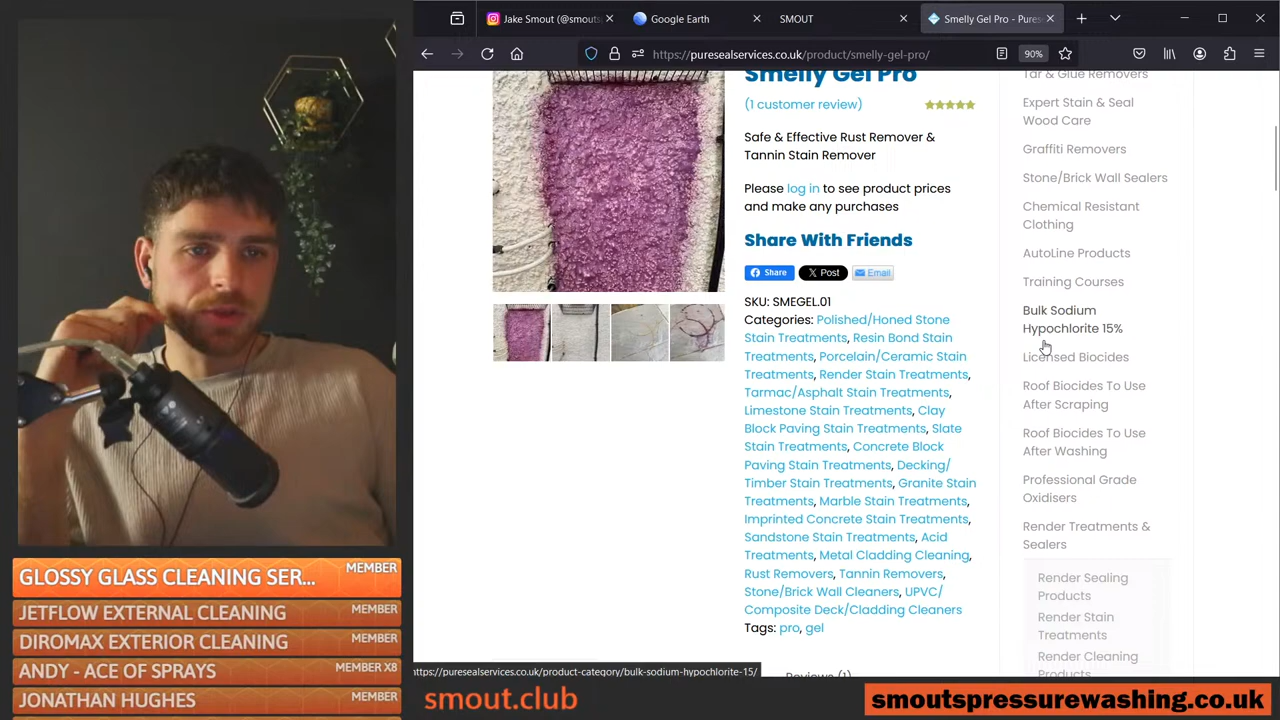 Jake Smout (@smouts
Google Earth
SMOUT
Smelly Gel Pro - Pures
https://puresealservices.co.uk/product/smelly-gel-pro/
90%
Smelly Gel Pro
(1 customer review)
Safe & Effective Rust Remover &
Tannin Stain Remover
Please log in to see product prices
and make any purchases
Share With Friends
Share
Post
Email
SKU: SMEGEL.01
Categories: Polished/Honed Stone
Stain Treatments, Resin Bond Stain
Treatments, Porcelain/Ceramic Stain
Treatments, Render Stain Treatments,
Tarmac/Asphalt Stain Treatments,
Limestone Stain Treatments, Clay
Block Paving Stain Treatments, Slate
Stain Treatments, Concrete Block
Paving Stain Treatments, Decking/
Timber Stain Treatments, Granite Stain
Treatments, Marble Stain Treatments,
Imprinted Concrete Stain Treatments,
Sandstone Stain Treatments, Acid
Treatments, Metal Cladding Cleaning,
Rust Removers, Tannin Removers,
Stone/Brick Wall Cleaners, UPVC/
Composite Deck/Cladding Cleaners
Tags: pro, gel
Reviews (1)
Tar & Glue Removers
Expert Stain &
Wood Care
Graffiti Removers
Stone/Brick Wall Sealers
Chemical Resistant
Clothing
AutoLine Products
Training Courses
Bulk Sodium
Hypochlorite 15%
Licensed Biocides
Roof Biocides To Use
After Scraping
Roof Biocides To Use
After Washing
Professional Grade
Oxidisers
Render Treatments &
Sealers
Render Sealing
Products
Render Stain
Treatments
Render Cleaning
Products
https://puresealservices.co.uk/product-category/bulk-sodium-hypochlorite-15/
GLOSSY GLASS CLEANING SER... MEMBER
JETFLOW EXTERNAL CLEANING MEMBER
DIROMAX EXTERIOR CLEANING MEMBER
ANDY - ACE OF SPRAYS MEMBER X8
JONATHAN HUGHES MEMBER
smout.club
smoutspressurewashing.co.uk